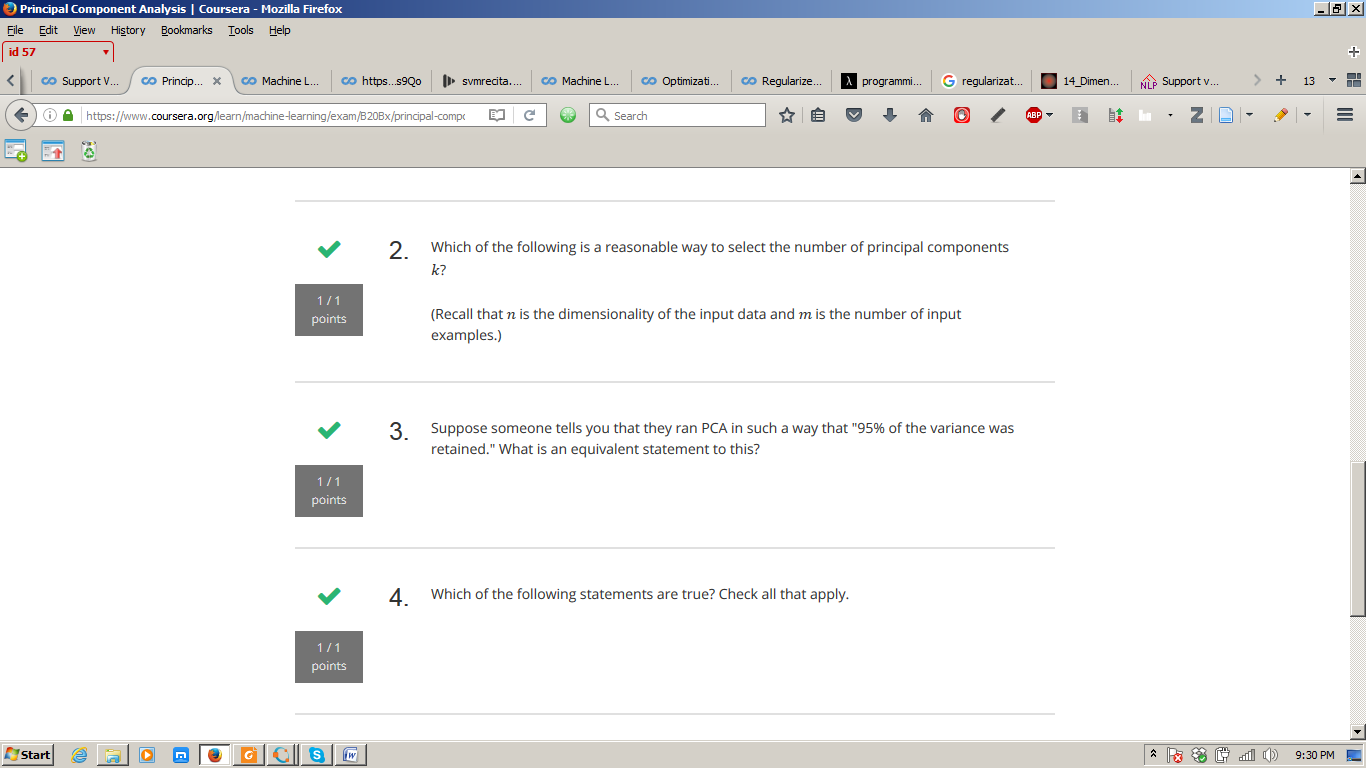 Principal Component Analysis | Coursera - Mozilla Firefox
File Edit View History Bookmarks Tools Help
id 57
Support V... Princip... Machine L... https...s9Qo svmrecita.... Machine L... Optimizati... Regularize... programmi... regularizat... 14_Dimen... Support v... 13
https://www.coursera.org/learn/machine-learning/exam/B20Bx/principal-compo Search ABP Z
2. Which of the following is a reasonable way to select the number of principal components
k?
1 / 1
points
(Recall that n is the dimensionality of the input data and m is the number of input
examples.)
3. Suppose someone tells you that they ran PCA in such a way that "95% of the variance was
retained." What is an equivalent statement to this?
1 / 1
points
4. Which of the following statements are true? Check all that apply.
1 / 1
points
Start 9:30 PM